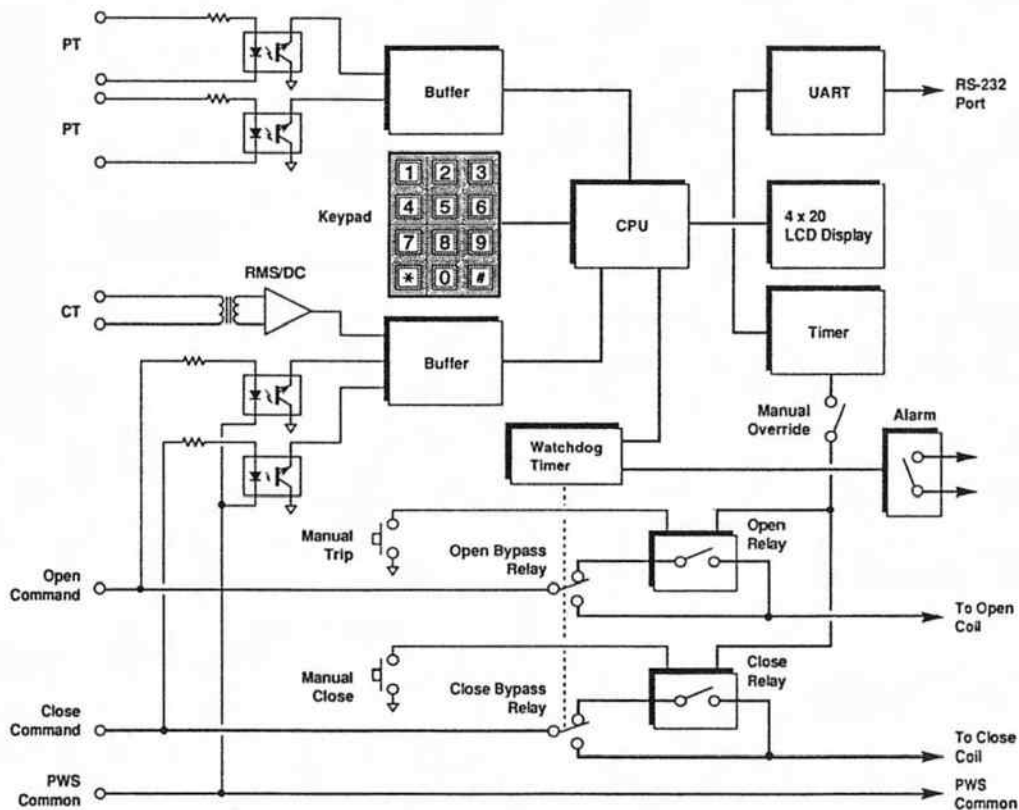 PT
Buffer
UART
RS-232
Port
PT
Keypad
1 2 3
4 5 6
7 8 9
* 0 #
CPU
4 x 20
LCD Display
RMS/DC
CT
Buffer
Timer
Manual
Override
Alarm
Watchdog
Timer
Manual
Trip
Open Bypass
Relay
Open
Relay
Open
Command
To Open
Coil
Manual
Close
Close Bypass
Relay
Close
Relay
Close
Command
To Close
Coil
PWS
Common
PWS
Common